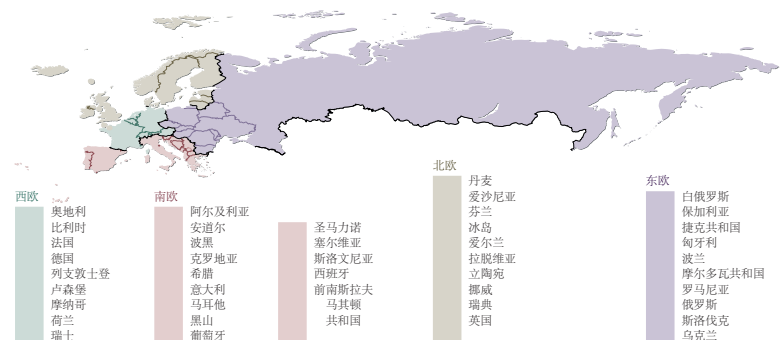 西欧
奥地利
比利时
法国
德国
列支敦士登
卢森堡
摩纳哥
荷兰
瑞士
南欧
阿尔及利亚
安道尔
波黑
克罗地亚
希腊
意大利
马耳他
黑山
葡萄牙
圣马力诺
塞尔维亚
斯洛文尼亚
西班牙
前南斯拉夫
马其顿
共和国
北欧
丹麦
爱沙尼亚
芬兰
冰岛
爱尔兰
拉脱维亚
立陶宛
挪威
瑞典
英国
东欧
白俄罗斯
保加利亚
捷克共和国
匈牙利
波兰
摩尔多瓦共和国
罗马尼亚
俄罗斯
斯洛伐克
乌克兰